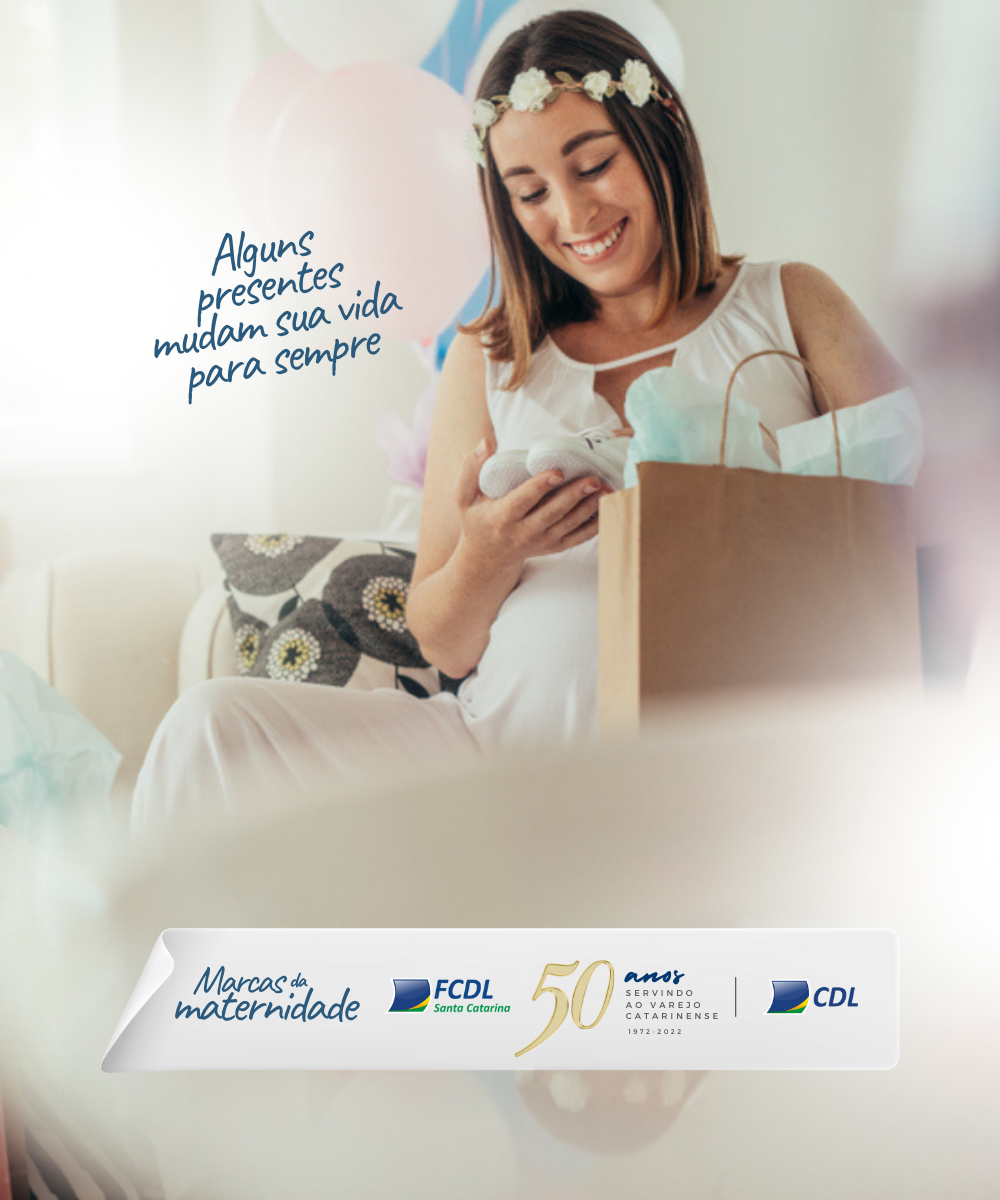 Alguns
presentes
mudam sua vida
para sempre
Marcas da
maternidade
FCDL
Santa Catarina
50 anos
SERVINDO
AO VAREJO
CATARINENSE
1972-2022
CDL